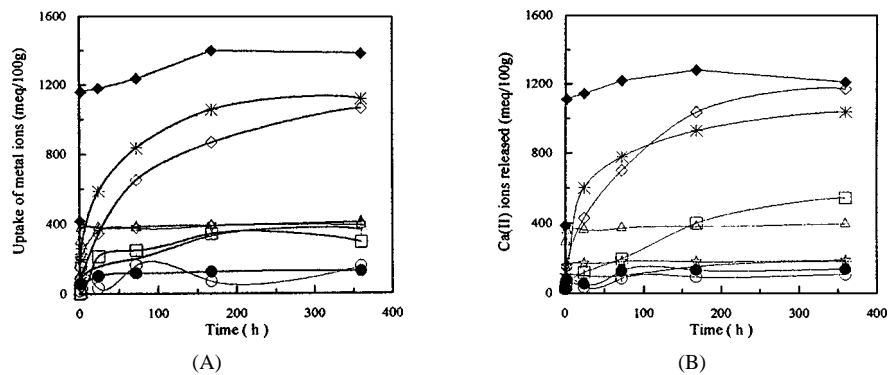 1600
1200
800
400
0
Uptake of metal ions (meq/100g)
0 100 200 300 400
Time ( h )
(A)
1600
1200
800
400
0
Ca(II) ions released (meq/100g)
0 100 200 300 400
Time ( h )
(B)